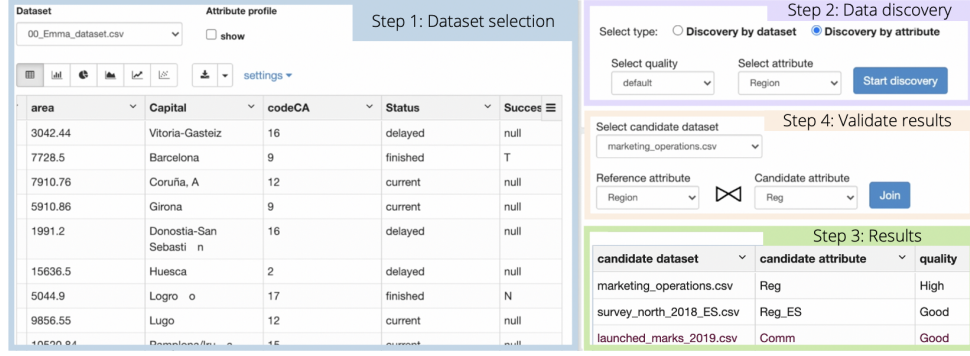 Dataset
Attribute profile
Step 1: Dataset selection
00_Emma_dataset.csv
show
settings
area Capital codeCA Status Succes
3042.44 Vitoria-Gasteiz 16 delayed null
7728.5 Barcelona 9 finished T
7910.76 Coruña, A 12 current null
5910.86 Girona 9 current null
1991.2 Donostia-San 16 delayed null
Sebasti n
15636.5 Huesca 2 delayed null
5044.9 Logro o 17 finished N
9856.55 Lugo 12 current null
Step 2: Data discovery
Select type: Discovery by dataset Discovery by attribute
Select quality Select attribute
default Region Start discovery
Step 4: Validate results
Select candidate dataset
marketing_operations.csv
Reference attribute Candidate attribute
Region Reg Join
Step 3: Results
candidate dataset candidate attribute quality
marketing_operations.csv Reg High
survey_north_2018_ES.csv Reg_ES Good
launched_marks_2019.csv Comm Good